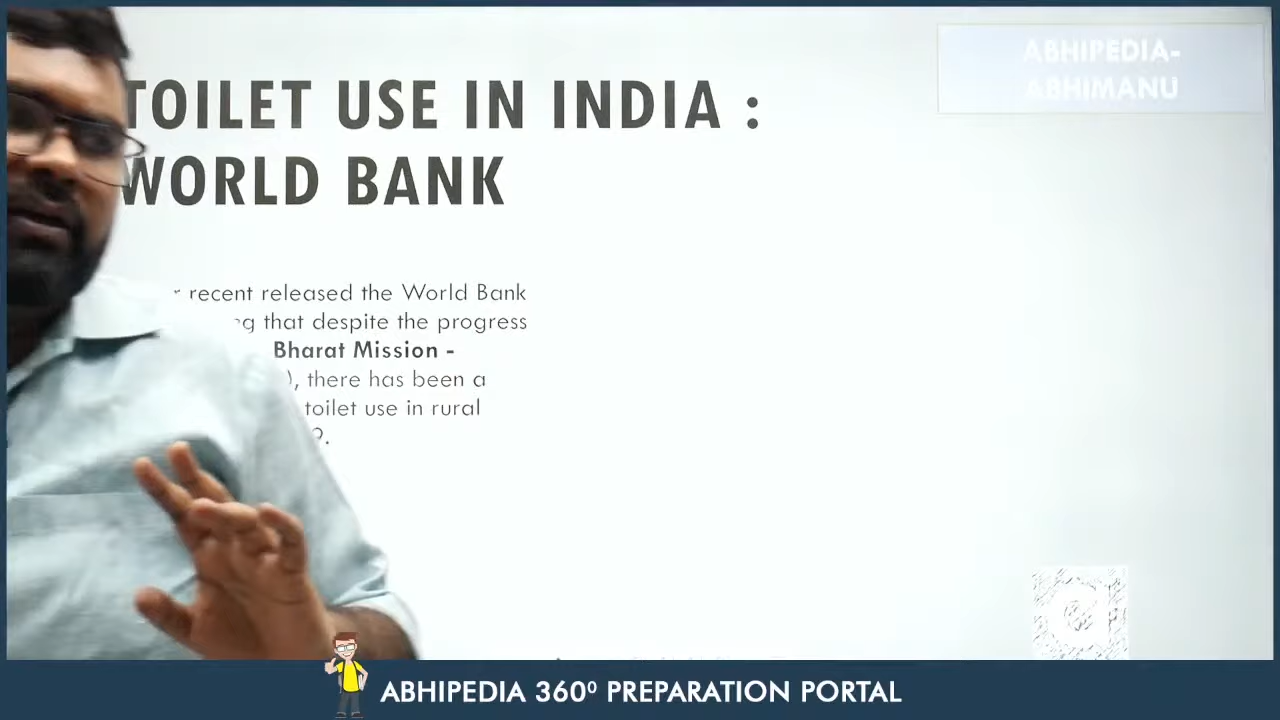 TOILET USE IN INDIA :
WORLD BANK
ABHIPEDIA-
ABHIMANU
recent released the World Bank
that despite the progress
Bharat Mission -
), there has been a
toilet use in rural
ABHIPEDIA 360⁰ PREPARATION PORTAL